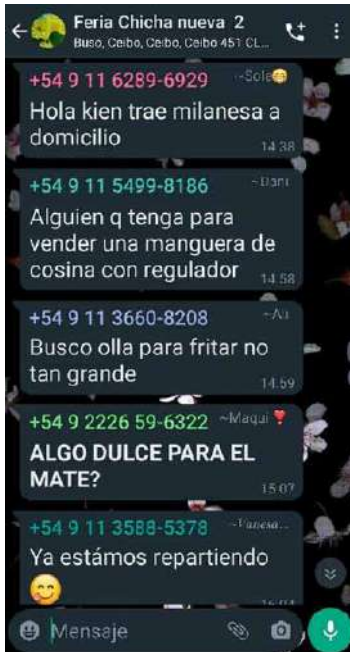 Feria Chicha nueva 2
Buso, Ceibo, Ceibo, Ceibo 451 CL...
+54 9 11 6289-6929 ~Sole
Hola kien trae milanesa a
domicilio
14:38
+54 9 11 5499-8186 ~Dani
Alguien q tenga para
vender una manguera de
cosina con regulador
14:58
+54 9 11 3660-8208
Busco olla para fritar no
tan grande
14:59
+54 9 2226 59-6322 ~Maqui
ALGO DULCE PARA EL
MATE?
15:07
+54 9 11 3588-5378 ~Vanesa...
Ya estámos repartiendo
Mensaje